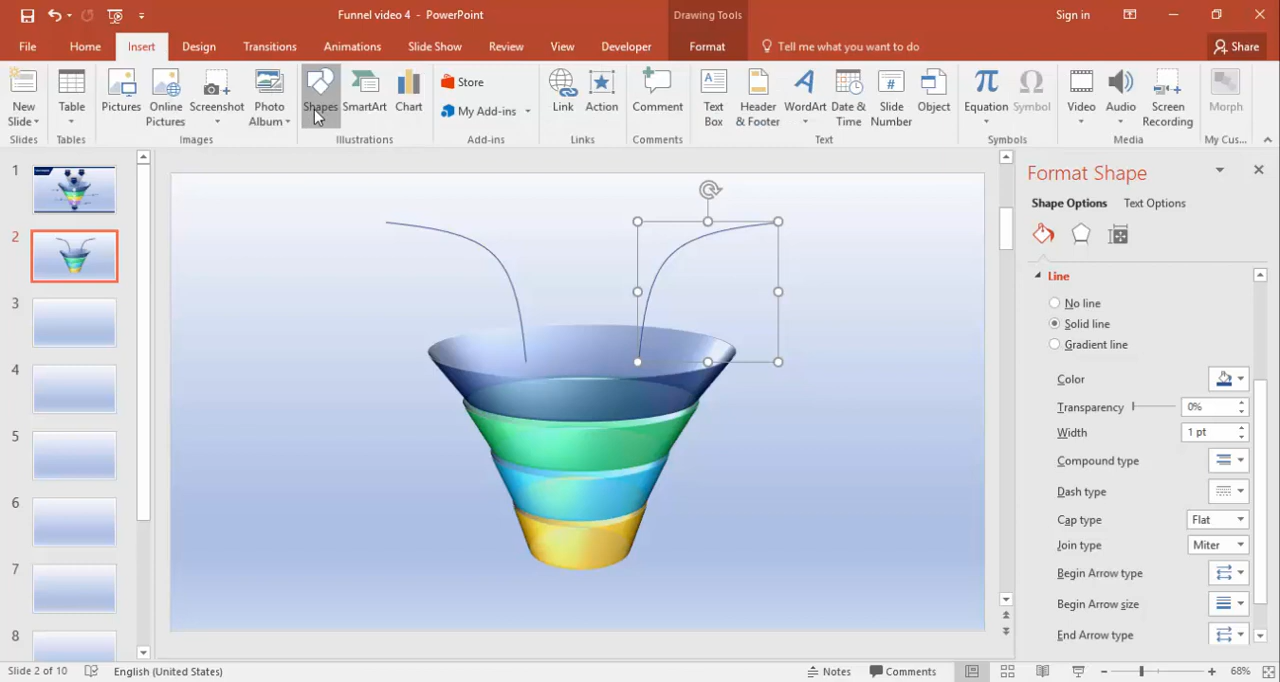 Funnel video 4 - PowerPoint
Drawing Tools
Sign in
File
Home
Insert
Design
Transitions
Animations
Slide Show
Review
View
Developer
Format
Tell me what you want to do
Share
New Slide
Table
Pictures
Online Pictures
Screenshot
Photo Album
Shapes
SmartArt
Chart
Store
My Add-ins
Link
Action
Comment
Text Box
Header & Footer
WordArt
Date & Time
Slide Number
Object
Equation
Symbol
Video
Audio
Screen Recording
Morph
Slides
Tables
Images
Illustrations
Add-ins
Links
Comments
Text
Symbols
Media
My Cus...
1
2
3
4
5
6
7
8
Format Shape
Shape Options
Text Options
Line
No line
Solid line
Gradient line
Color
Transparency
0%
Width
1 pt
Compound type
Dash type
Cap type
Flat
Join type
Miter
Begin Arrow type
Begin Arrow size
End Arrow type
Slide 2 of 10
English (United States)
Notes
Comments
68%